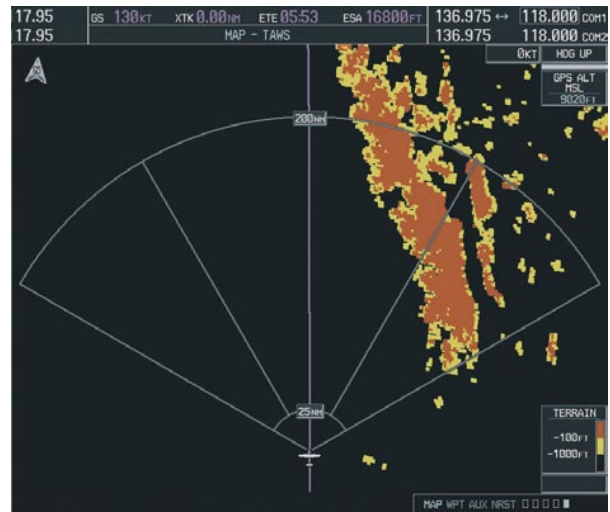 17.95 GS 130KT XTK 0.00NM ETE 05:53 ESA 16800FT 136.975 ↔ 118.000 COM1
17.95 MAP - TAWS 136.975 118.000 COM2
0KT HDG UP
N
GPS ALT
MSL
9020FT
200NM
25NM
TERRAIN
-100FT
-1000FT
MAP WPT AUX NRST